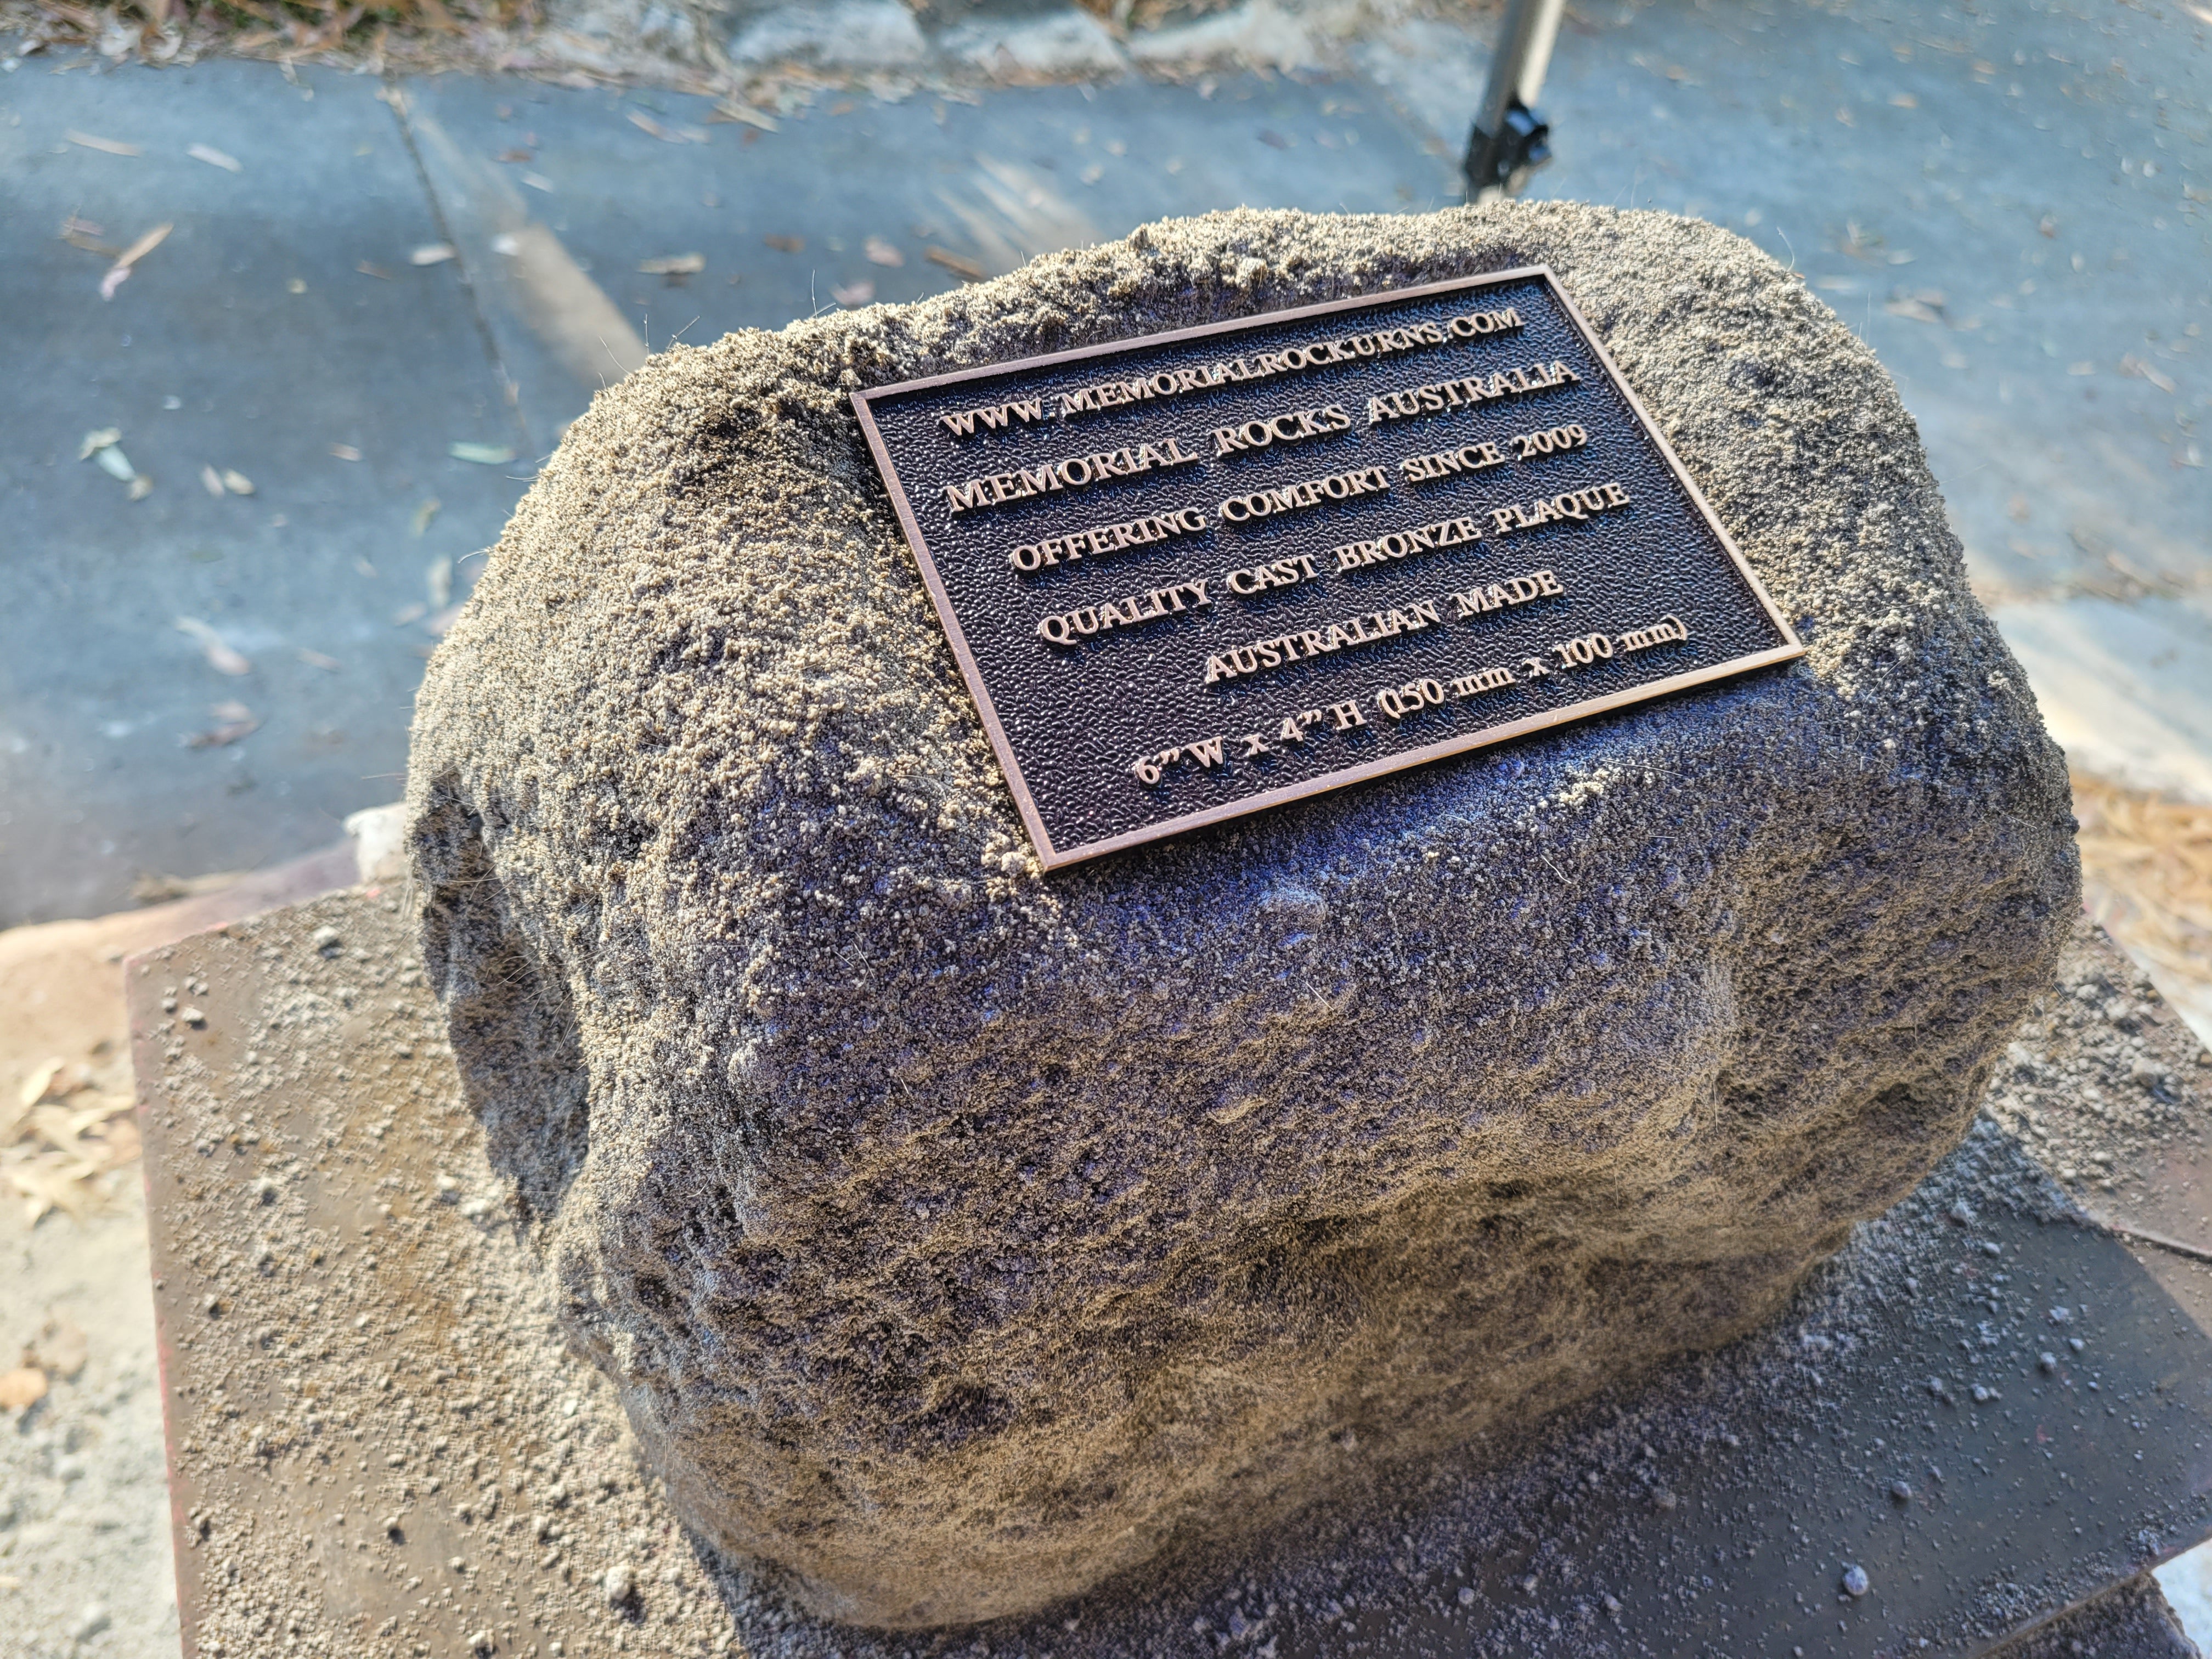 WWW.MEMORIALROCKURNS.COM
MEMORIAL ROCKS AUSTRALIA
OFFERING COMFORT SINCE 2009
QUALITY CAST BRONZE PLAQUE
AUSTRALIAN MADE
6” W x 4” H (150 mm x 100 mm)